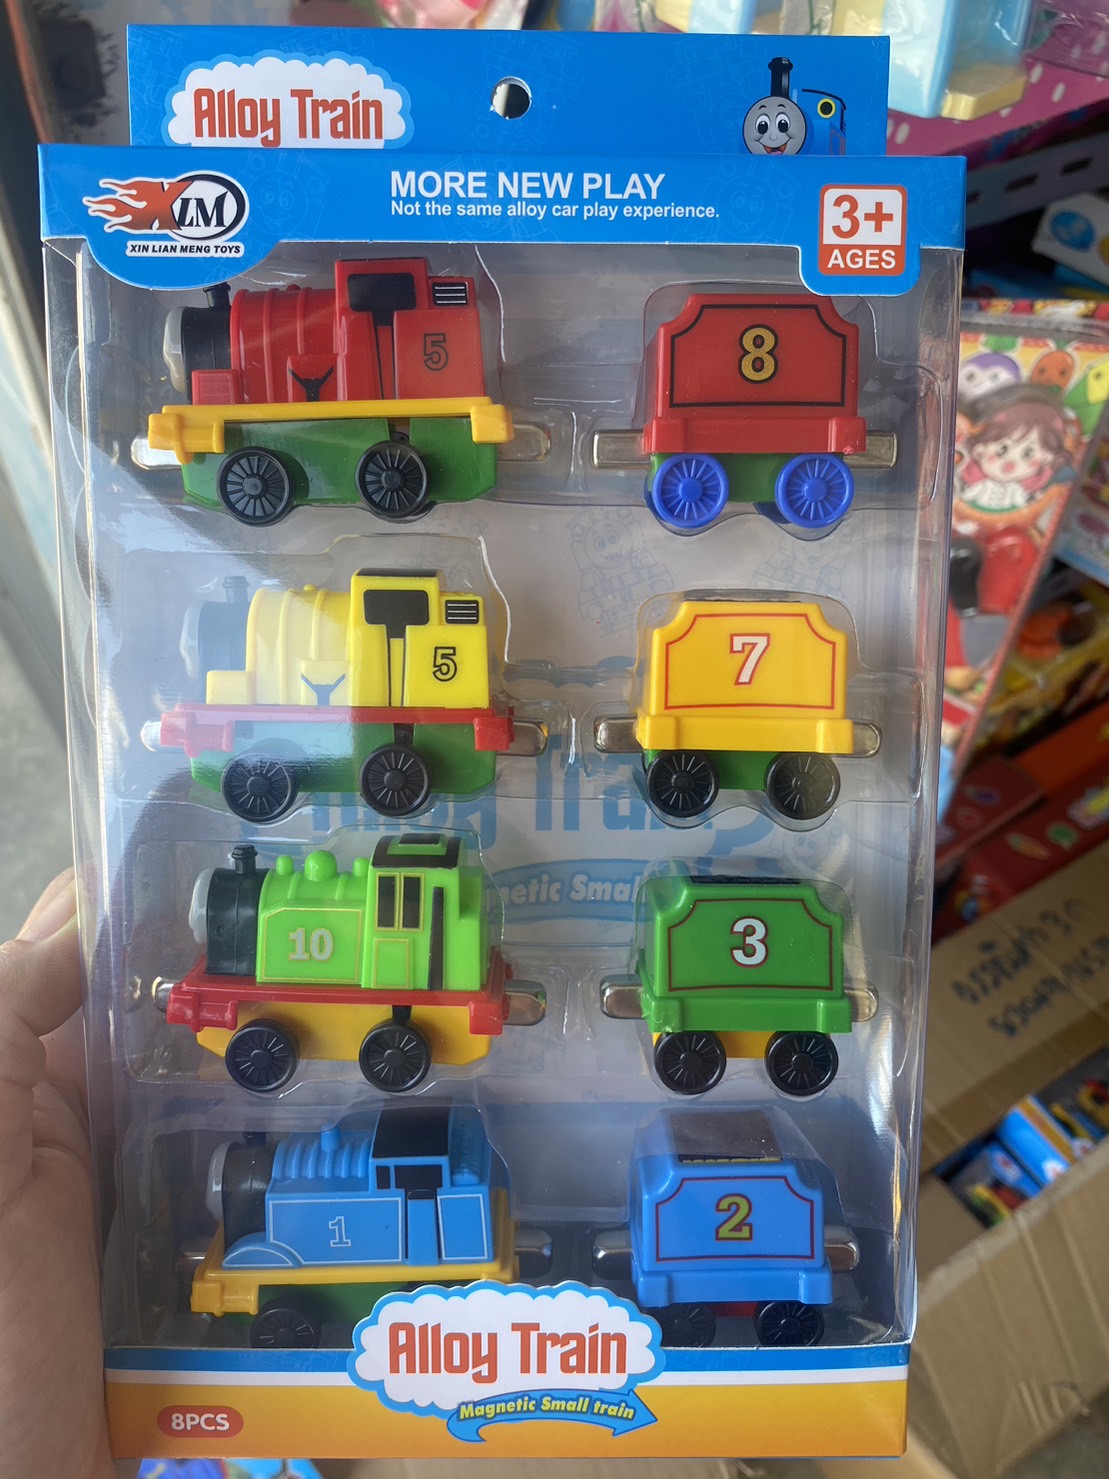 Alloy Train
XLM
XIN LIAN MENG TOYS
MORE NEW PLAY
Not the same alloy car play experience.
3+
AGES
5
8
5
7
10
3
1
2
Alloy Train
Magnetic Small train
8PCS